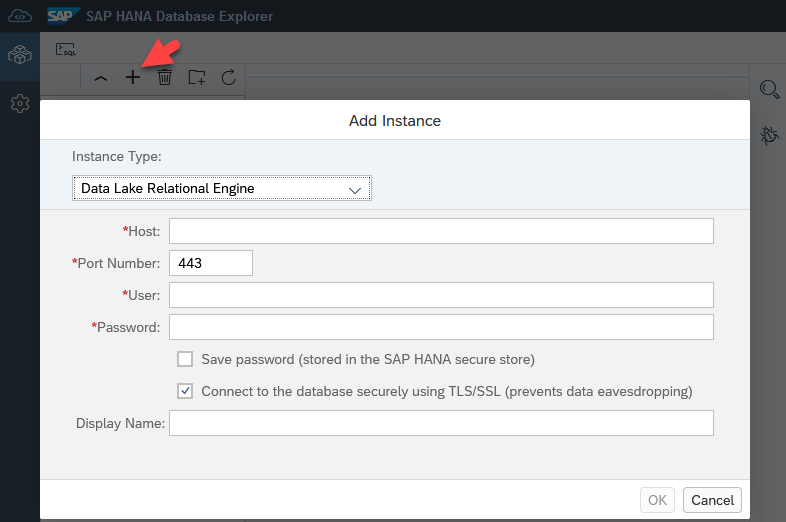 SAP SAP HANA Database Explorer
SQL
Add Instance
Instance Type:
Data Lake Relational Engine
*Host:
*Port Number: 443
*User:
*Password:
Save password (stored in the SAP HANA secure store)
Connect to the database securely using TLS/SSL (prevents data eavesdropping)
Display Name:
OK Cancel